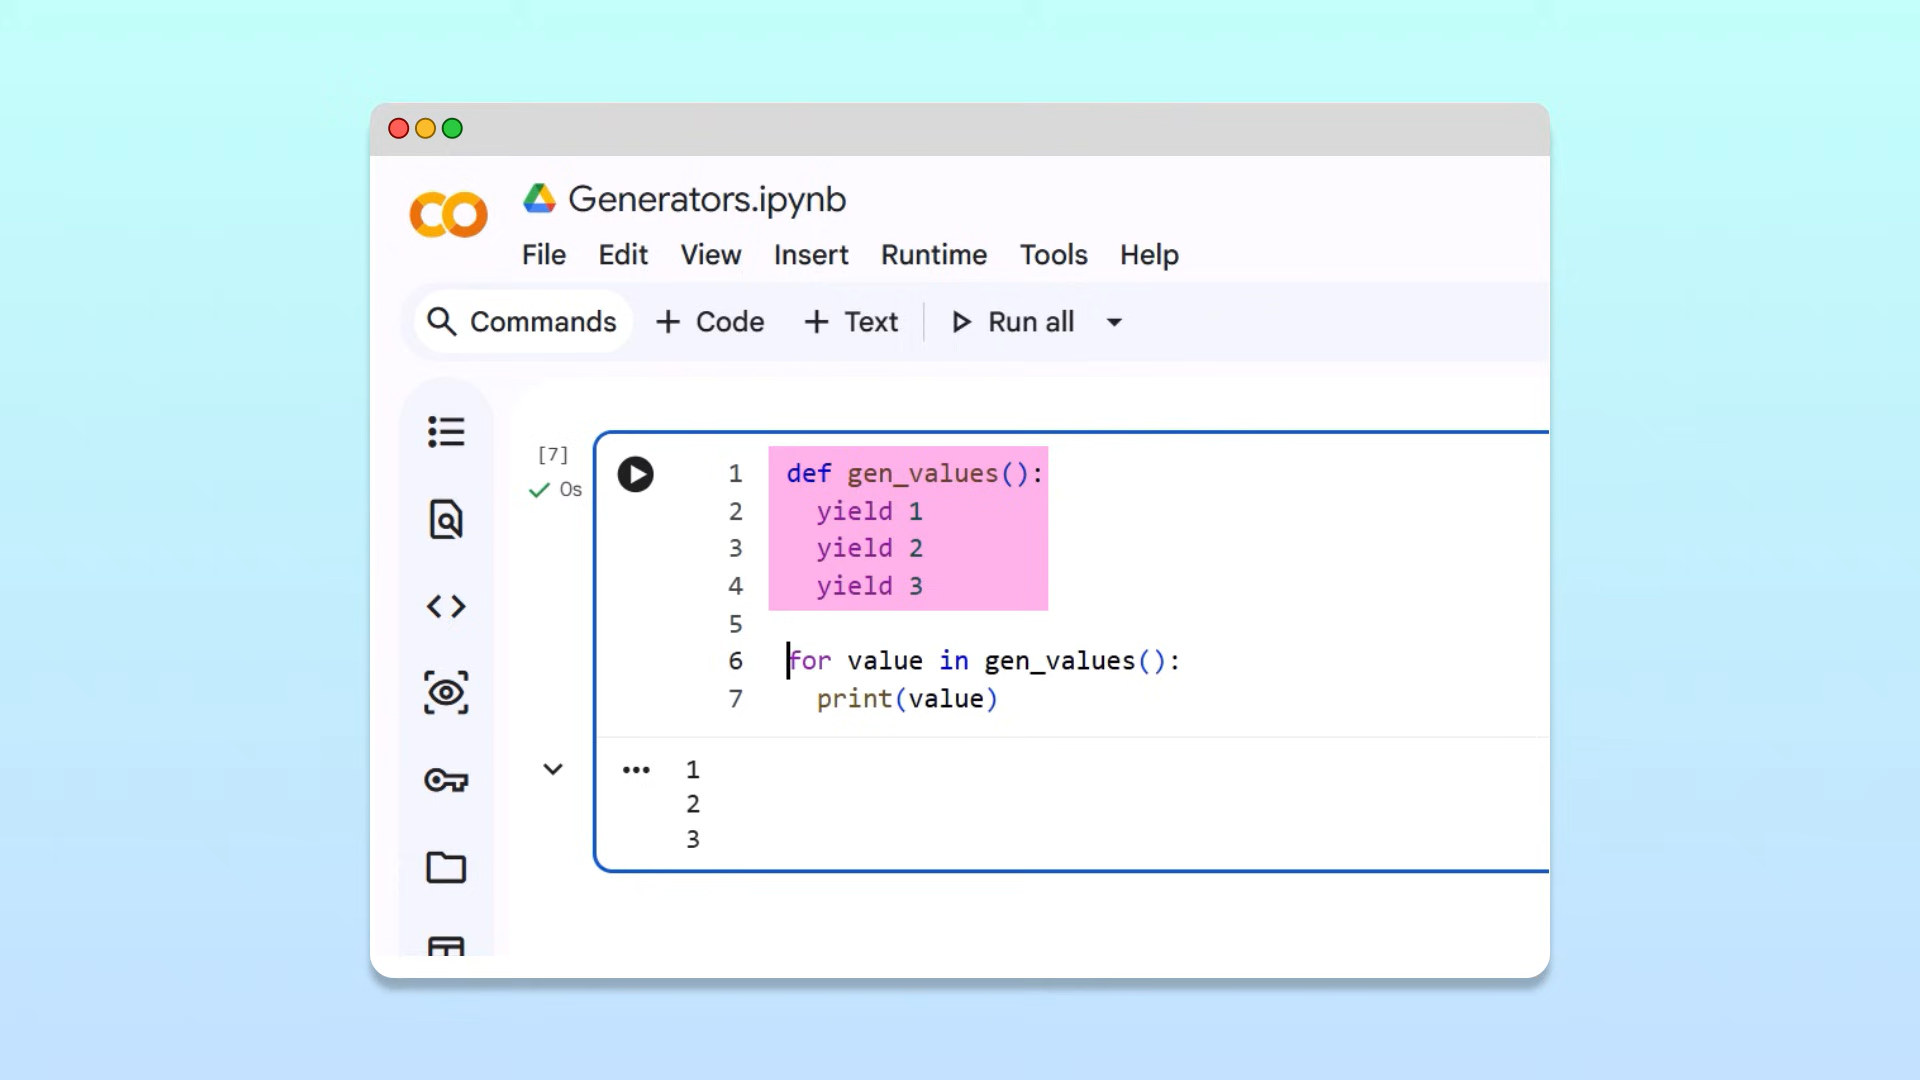 Generators.ipynb
File Edit View Insert Runtime Tools Help
Commands + Code + Text Run all
[7]
0s
1 def gen_values():
2   yield 1
3   yield 2
4   yield 3
5
6 for value in gen_values():
7   print(value)
1
2
3